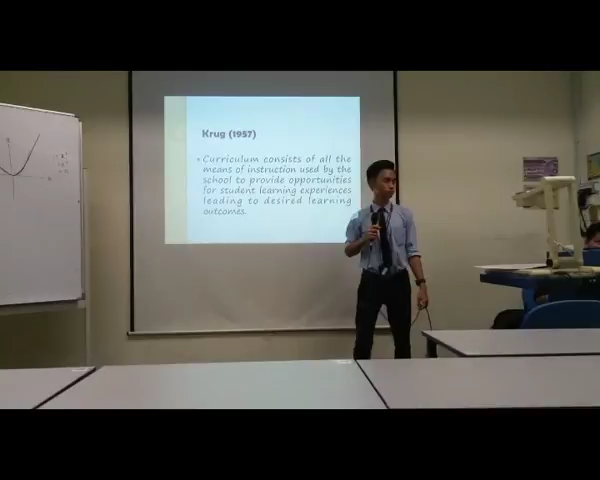 Krug (1957)
Curriculum consists of all the
means of instruction used by the
school to provide opportunities
for student learning experiences
leading to desired learning
outcomes.